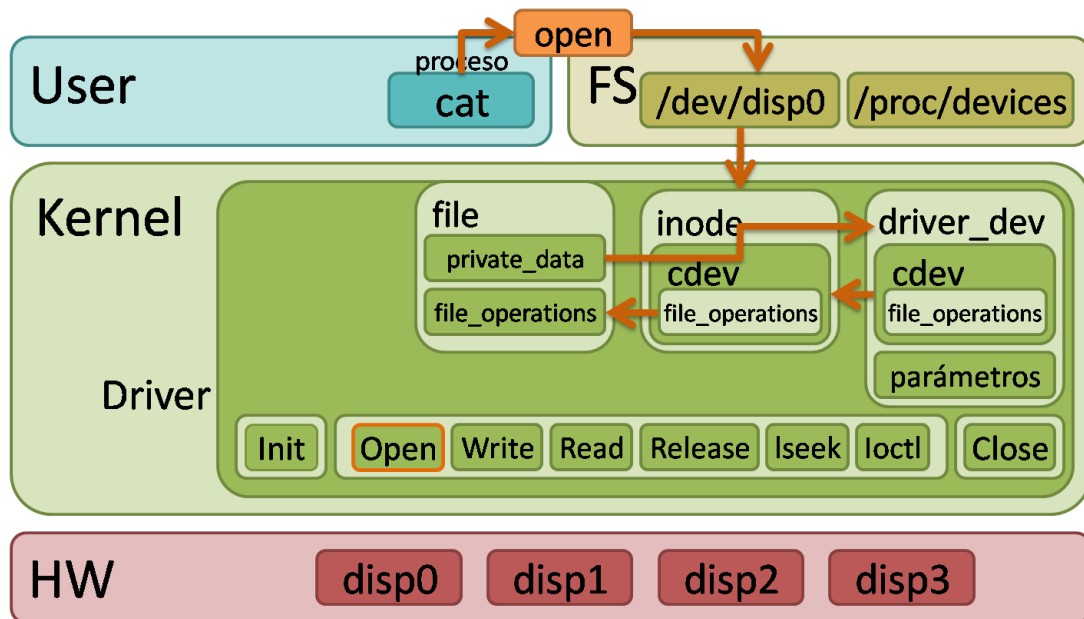 open
User
proceso
cat
FS
/dev/disp0
/proc/devices
Kernel
file
private_data
file_operations
inode
cdev
file_operations
driver_dev
cdev
file_operations
parámetros
Driver
Init
Open
Write
Read
Release
lseek
Ioctl
Close
HW
disp0
disp1
disp2
disp3